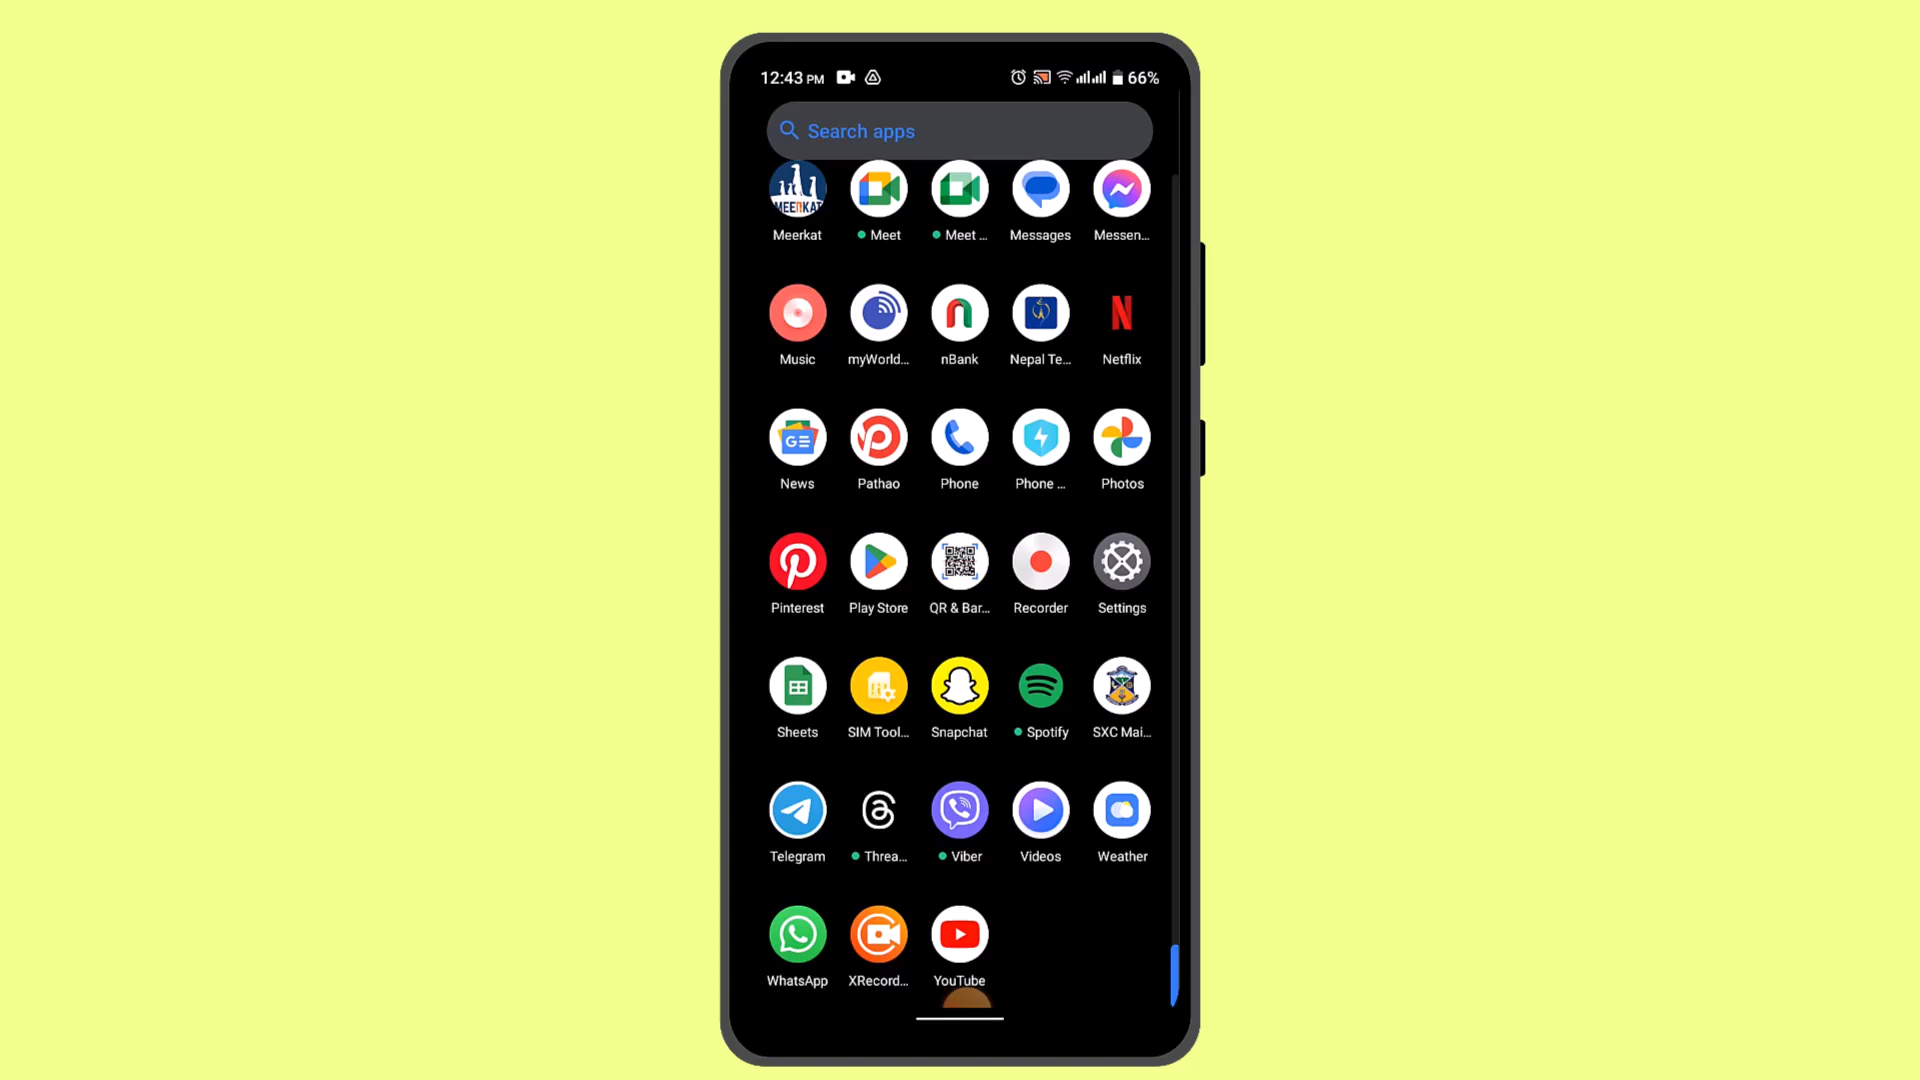 12:43 PM 66%
Search apps
MEERKAT
Meerkat Meet Meet ... Messages Messen...
Music myWorld... nBank Nepal Te... Netflix
GE
News Pathao Phone Phone ... Photos
Pinterest Play Store QR & Bar... Recorder Settings
Sheets SIM Tool... Snapchat Spotify SXC Mai...
Telegram Threa... Viber Videos Weather
WhatsApp XRecord... YouTube